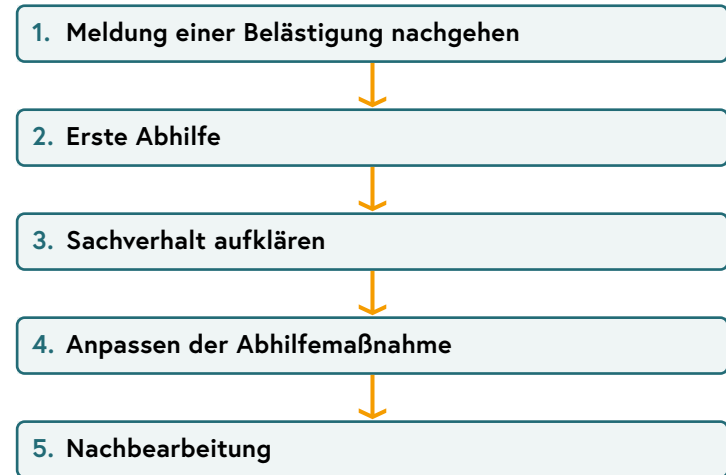 1. Meldung einer Belästigung nachgehen
2. Erste Abhilfe
3. Sachverhalt aufklären
4. Anpassen der Abhilfemaßnahme
5. Nachbearbeitung